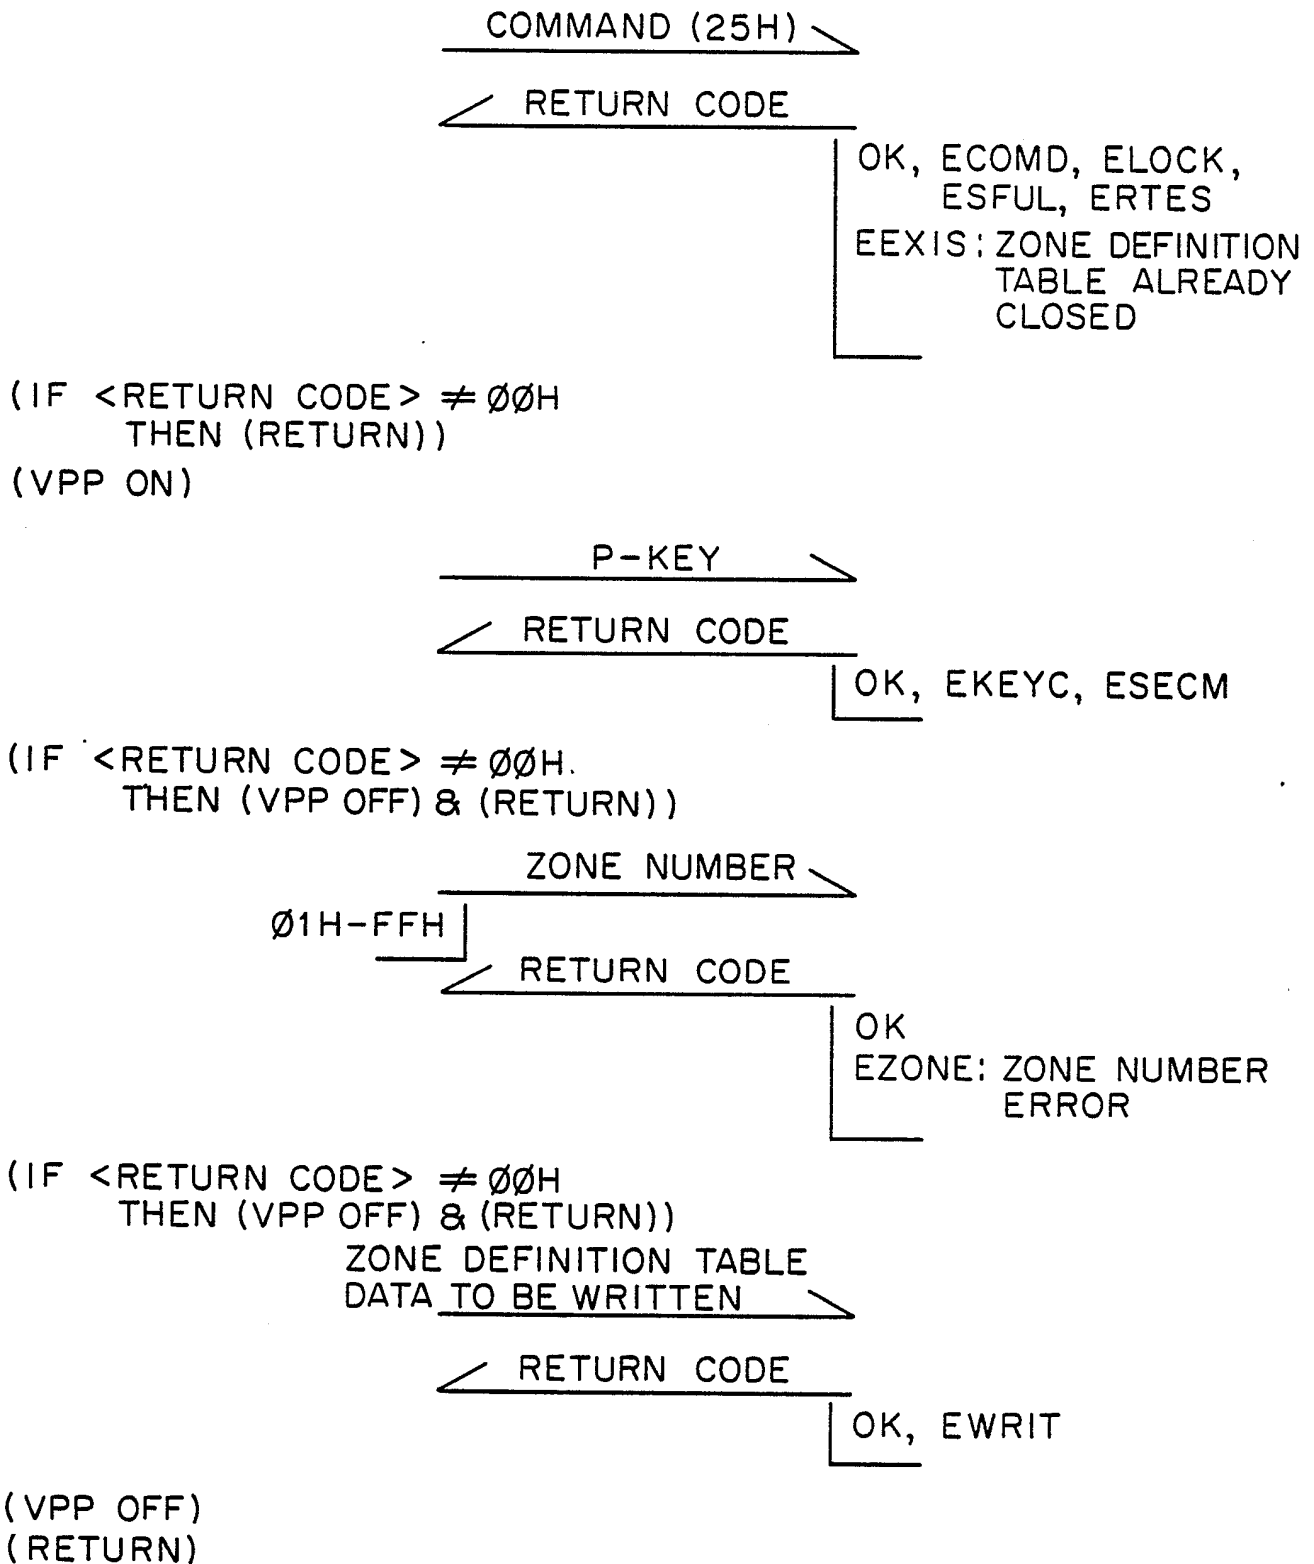 COMMAND (25H)
RETURN CODE
OK, ECOMD, ELOCK,
ESFUL, ERTES
EEXIS: ZONE DEFINITION
TABLE ALREADY
CLOSED
(IF <RETURN CODE> ≠ ØØH
THEN (RETURN))
(VPP ON)
P-KEY
RETURN CODE
OK, EKEYC, ESECM
(IF <RETURN CODE> ≠ ØØH.
THEN (VPP OFF) & (RETURN))
ZONE NUMBER
Ø1H-FFH
RETURN CODE
OK
EZONE: ZONE NUMBER
ERROR
(IF <RETURN CODE> ≠ ØØH
THEN (VPP OFF) & (RETURN))
ZONE DEFINITION TABLE
DATA TO BE WRITTEN
RETURN CODE
OK, EWRIT
(VPP OFF)
(RETURN)